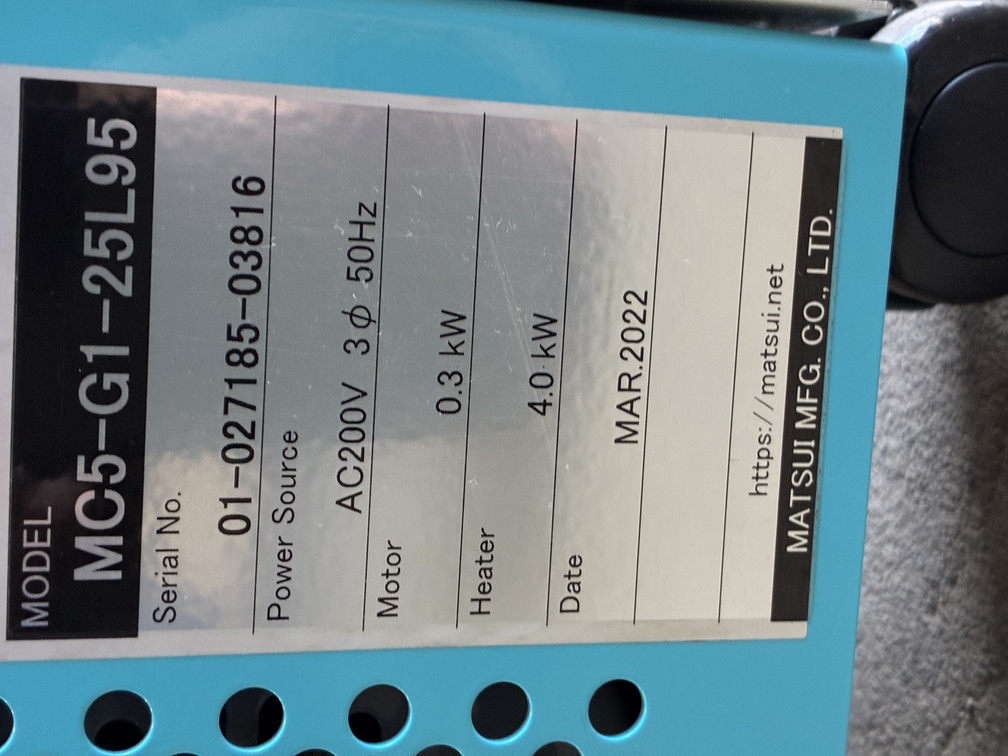 MODEL
MC5-G1-25L95
Serial No.
01-027185-03816
Power Source
AC200V 3ϕ 50Hz
Motor
0.3 kW
Heater
4.0 kW
Date
MAR.2022
https://matsui.net
MATSUI MFG. CO., LTD.